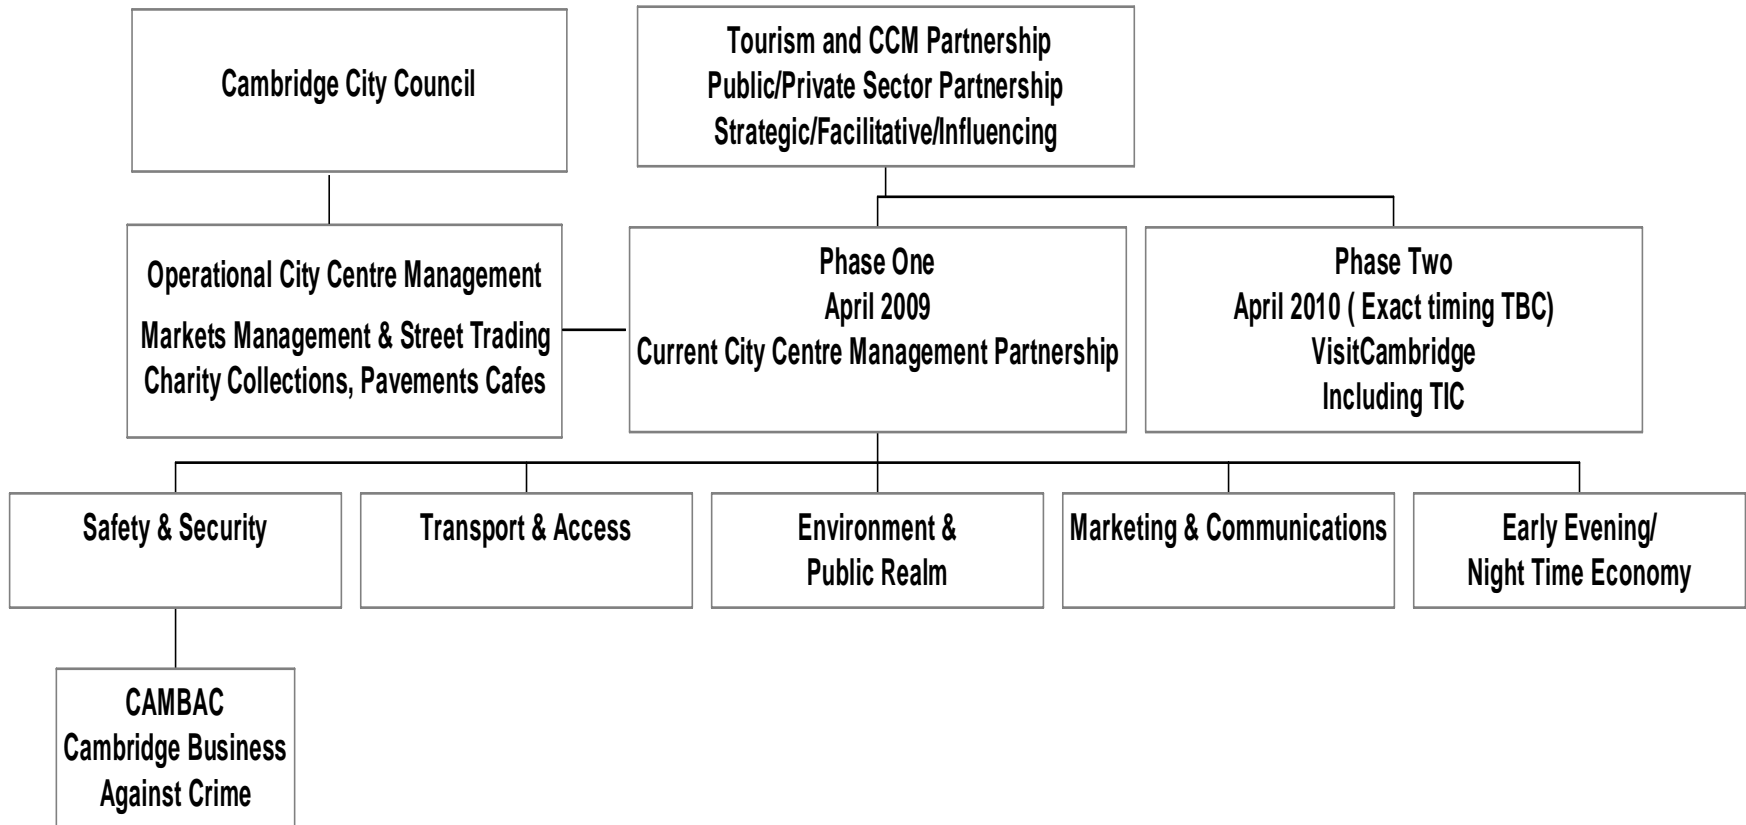 Cambridge City Council
Tourism and CCM Partnership
Public/Private Sector Partnership
Strategic/Facilitative/Influencing
Operational City Centre Management
Markets Management & Street Trading
Charity Collections, Pavements Cafes
Phase One
April 2009
Current City Centre Management Partnership
Phase Two
April 2010 ( Exact timing TBC)
VisitCambridge
Including TIC
Safety & Security
Transport & Access
Environment &
Public Realm
Marketing & Communications
Early Evening/
Night Time Economy
CAMBAC
Cambridge Business
Against Crime